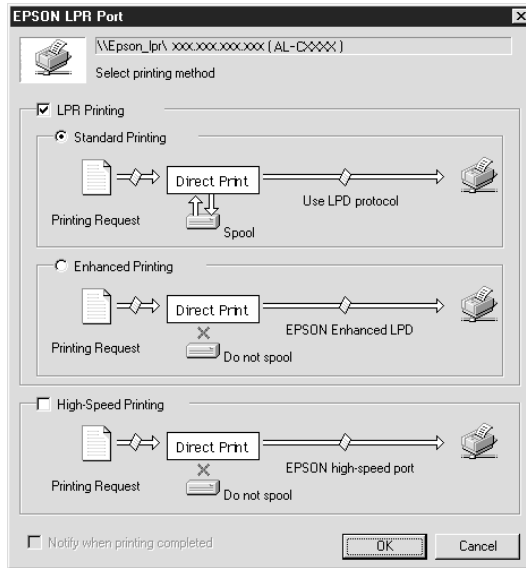 EPSON LPR Port
\\Epson_lpr\ xxx.xxx.xxx.xxx ( AL-CXXXX )
Select printing method
LPR Printing
Standard Printing
Direct Print
Use LPD protocol
Printing Request
Spool
Enhanced Printing
Direct Print
EPSON Enhanced LPD
Printing Request
Do not spool
High-Speed Printing
Direct Print
EPSON high-speed port
Printing Request
Do not spool
Notify when printing completed
OK
Cancel